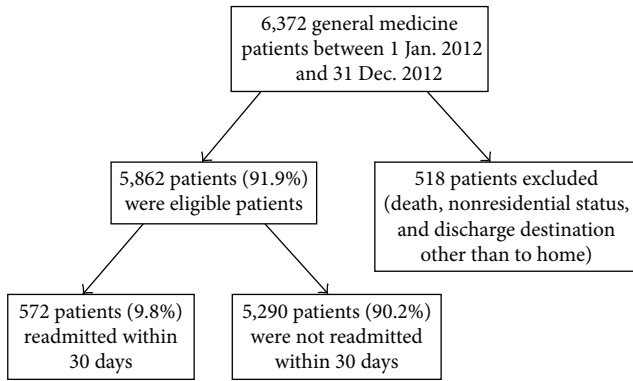 6,372 general medicine
patients between 1 Jan. 2012
and 31 Dec. 2012
5,862 patients (91.9%)
were eligible patients
518 patients excluded
(death, nonresidential status,
and discharge destination
other than to home)
572 patients (9.8%)
readmitted within
30 days
5,290 patients (90.2%)
were not readmitted
within 30 days